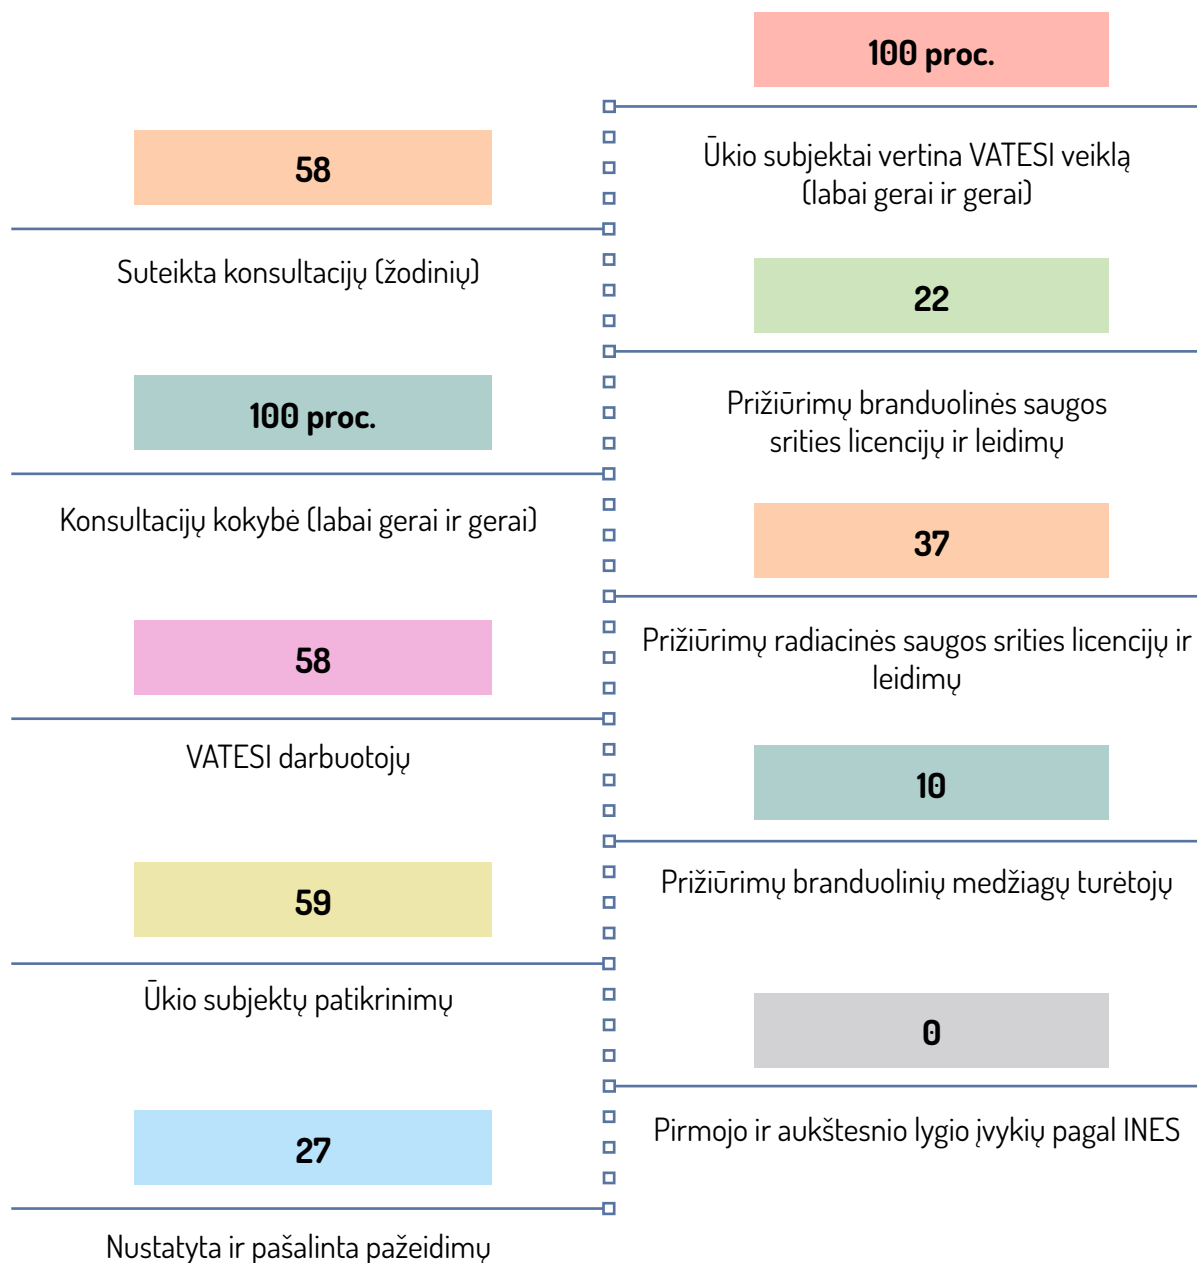 100 proc.
Ūkio subjektai vertina VATESI veiklą
(labai gerai ir gerai)
58
Suteikta konsultacijų (žodinių)
22
Prižiūrimų branduolinės saugos
srities licencijų ir leidimų
100 proc.
Konsultacijų kokybė (labai gerai ir gerai)
37
Prižiūrimų radiacinės saugos srities licencijų ir
leidimų
58
VATESI darbuotojų
10
Prižiūrimų branduolinių medžiagų turėtojų
59
Ūkio subjektų patikrinimų
0
Pirmojo ir aukštesnio lygio įvykių pagal INES
27
Nustatyta ir pašalinta pažeidimų